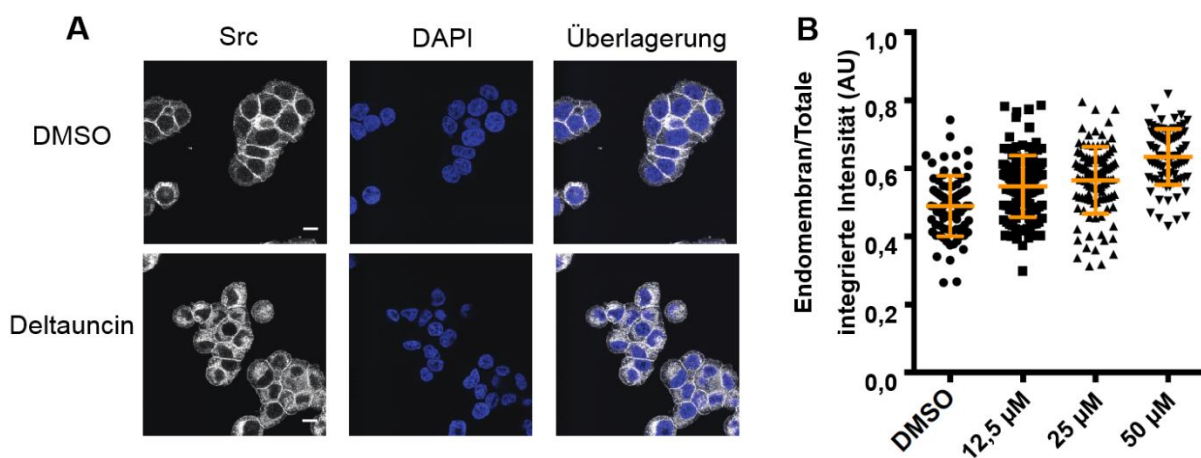 A
Src DAPI Überlagerung
DMSO
Deltauncin
B
Endomembran/Totale
integrierte Intensität (AU)
1,0
0,8
0,6
0,4
0,2
0,0
DMSO 12,5 µM 25 µM 50 µM